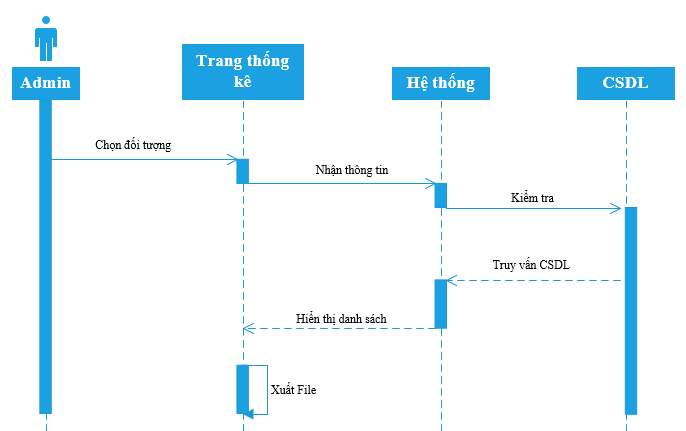 Admin
Trang thống
kê
Hệ thống
CSDL
Chọn đối tượng
Nhận thông tin
Kiểm tra
Truy vấn CSDL
Hiển thị danh sách
Xuất File